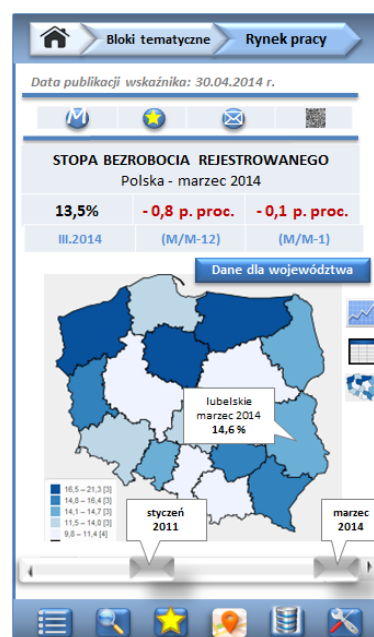 Bloki tematyczne
Rynek pracy
Data publikacji wskaźnika: 30.04.2014 r.
STOPA BEZROBOCIA REJESTROWANEGO
Polska - marzec 2014
13,5% - 0,8 p. proc. - 0,1 p. proc.
III.2014 (M/M-12) (M/M-1)
Dane dla województwa
lubelskie
marzec 2014
14,6 %
16,5 – 21,3 [3]
14,8 – 16,4 [3]
14,1 – 14,7 [3]
11,5 – 14,0 [3]
9,8 – 11,4 [4]
styczeń
2011
marzec
2014